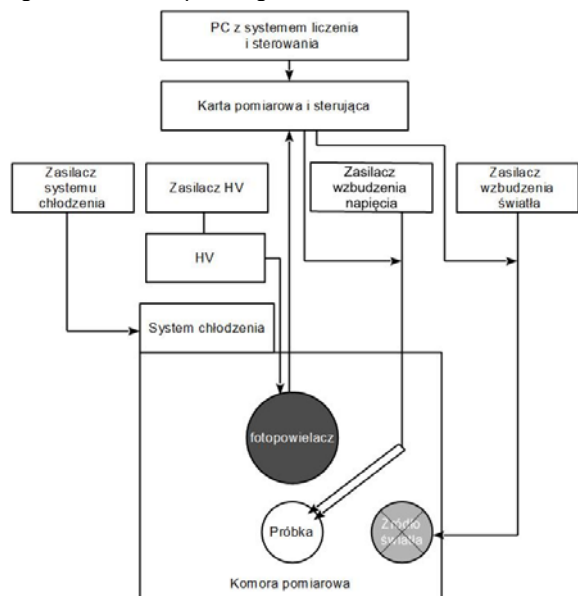 PC z systemem liczenia
i sterowania
Karta pomiarowa i sterująca
Zasilacz
systemu
chłodzenia
Zasilacz HV
Zasilacz
wzbudzenia
napięcia
Zasilacz
wzbudzenia
światła
HV
System chłodzenia
fotopowielacz
Próbka
Źródło
światła
Komora pomiarowa